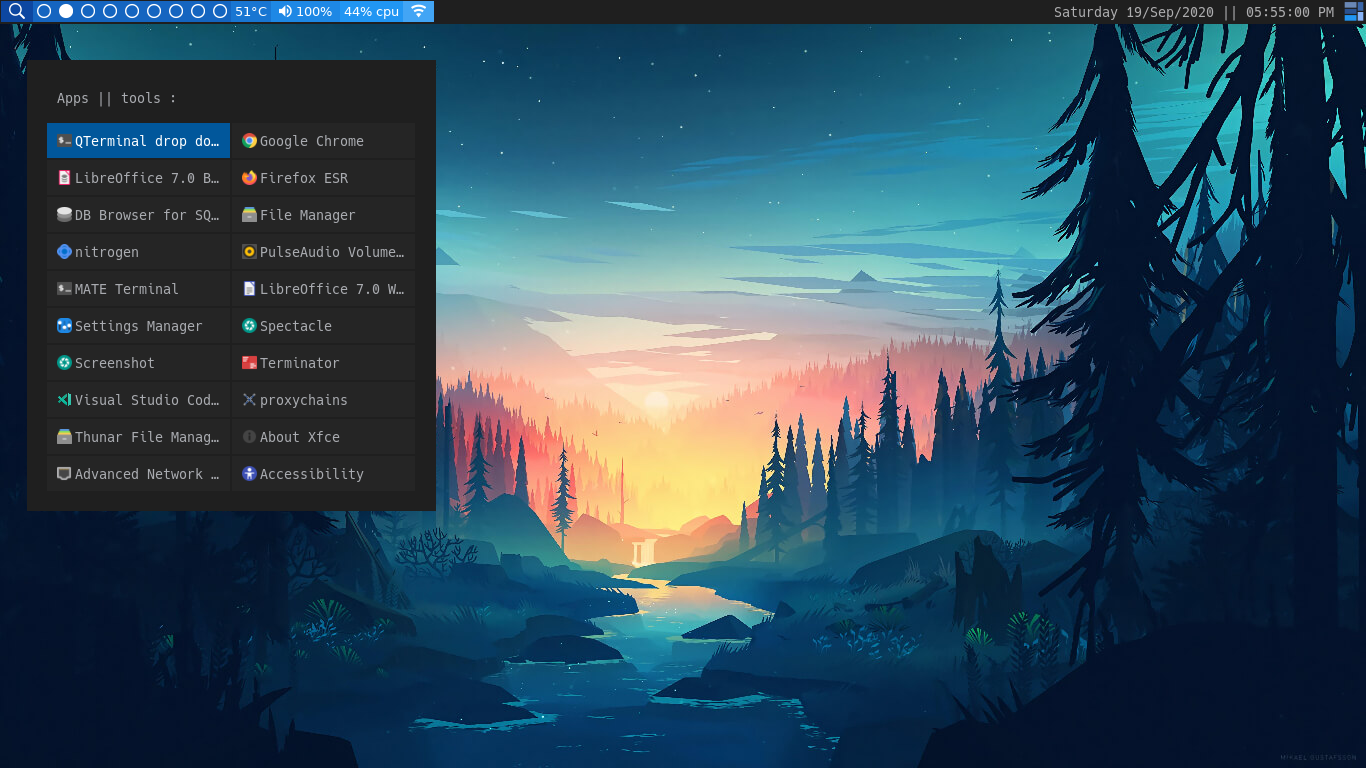 51°C 100% 44% cpu Saturday 19/Sep/2020 || 05:55:00 PM
Apps || tools :
QTerminal drop do… Google Chrome
LibreOffice 7.0 B… Firefox ESR
DB Browser for SQ… File Manager
nitrogen PulseAudio Volume…
MATE Terminal LibreOffice 7.0 W…
Settings Manager Spectacle
Screenshot Terminator
Visual Studio Cod… proxychains
Thunar File Manag… About Xfce
Advanced Network … Accessibility
MIKAEL GUSTAFSSON